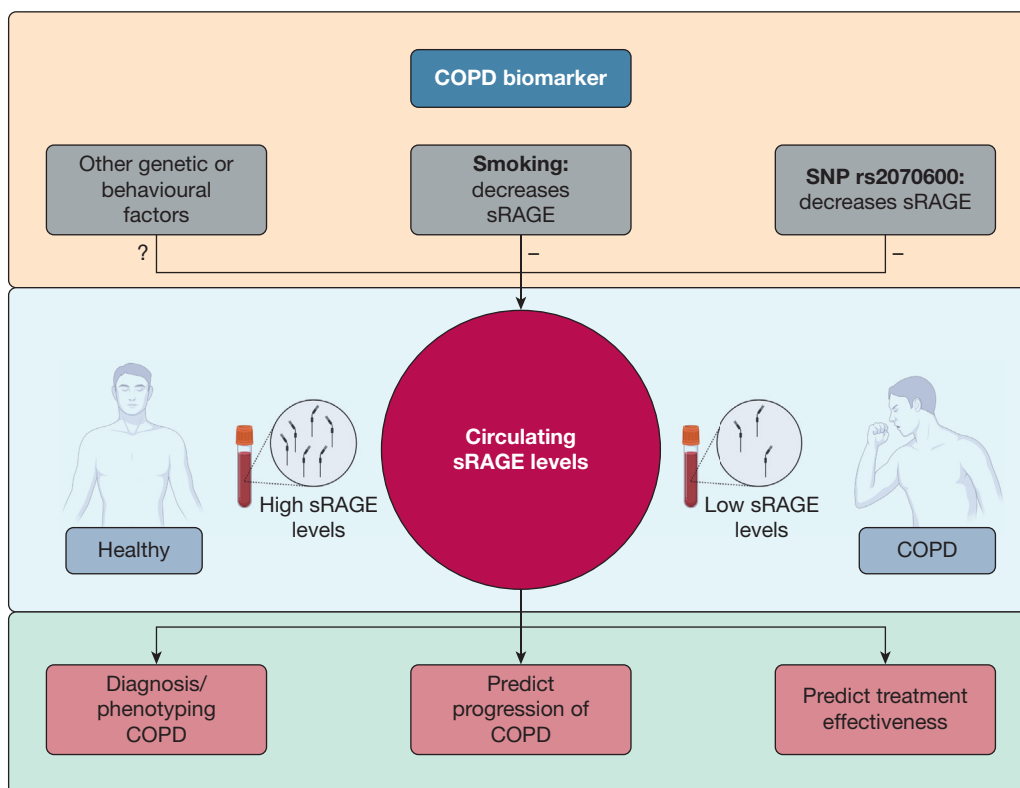 COPD biomarker
Other genetic or
behavioural
factors
Smoking:
decreases
sRAGE
SNP rs2070600:
decreases sRAGE
?
–
–
Circulating
sRAGE levels
High sRAGE
levels
Healthy
Low sRAGE
levels
COPD
Diagnosis/
phenotyping
COPD
Predict
progression of
COPD
Predict treatment
effectiveness